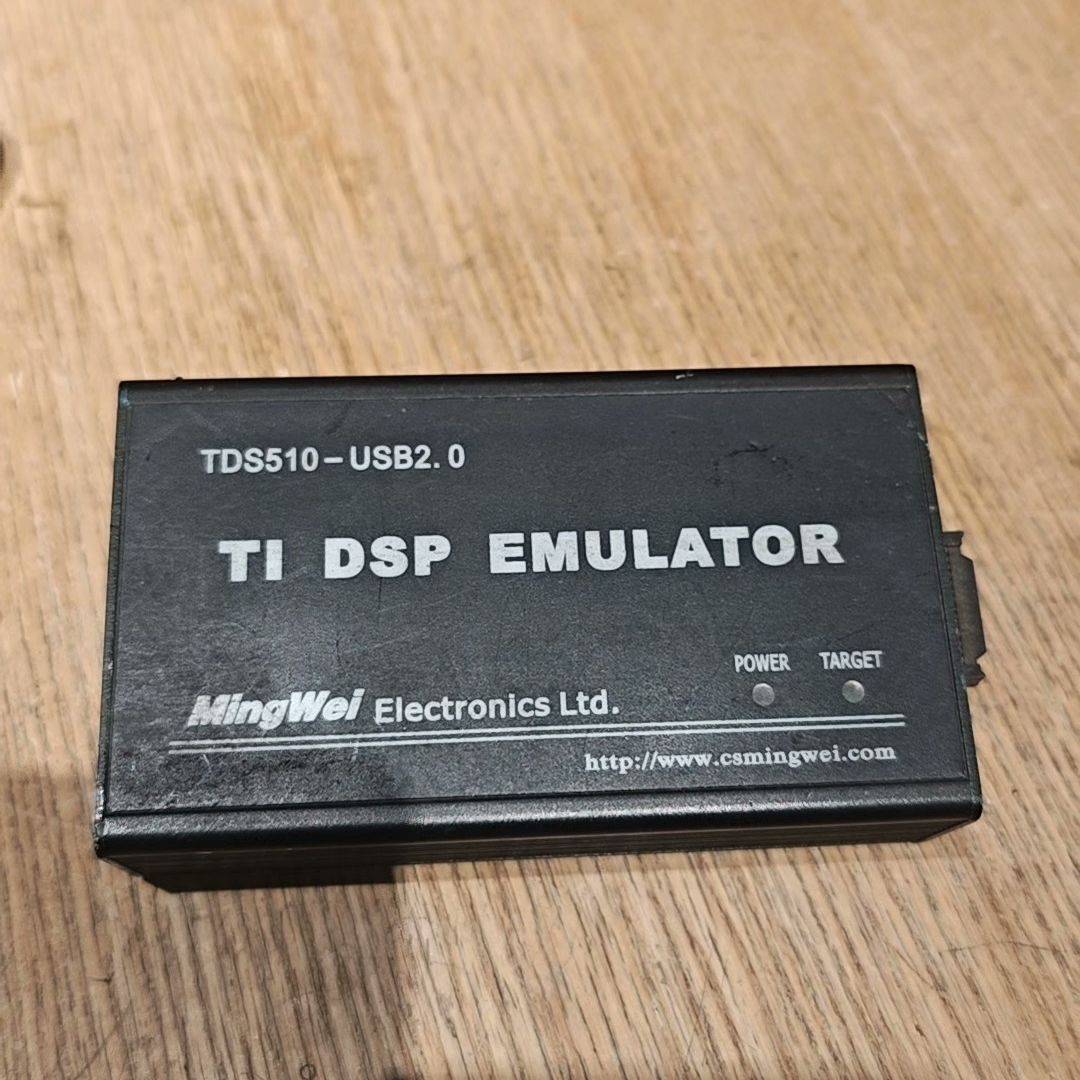 TDS510-USB2.0
TI DSP EMULATOR
POWER TARGET
MingWei Electronics Ltd.
http://www.csmingwei.com